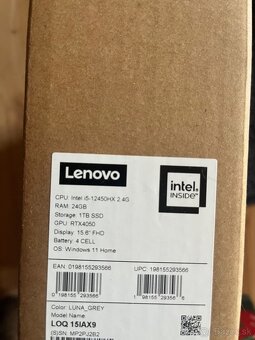 Lenovo
intel
INSIDE
CPU: Intel i5-12450HX 2.4G
RAM: 24GB
Storage: 1TB SSD
GPU: RTX4050
Display: 15.6" FHD
Battery: 4 CELL
OS: Windows 11 Home
EAN: 0198155293566
UPC: 198155293566
0 198155 293566
1 98155 29356 6
Color: LUNA_GREY
Model Name
LOQ 15IAX9
(S)SN: MP2PJ2B2